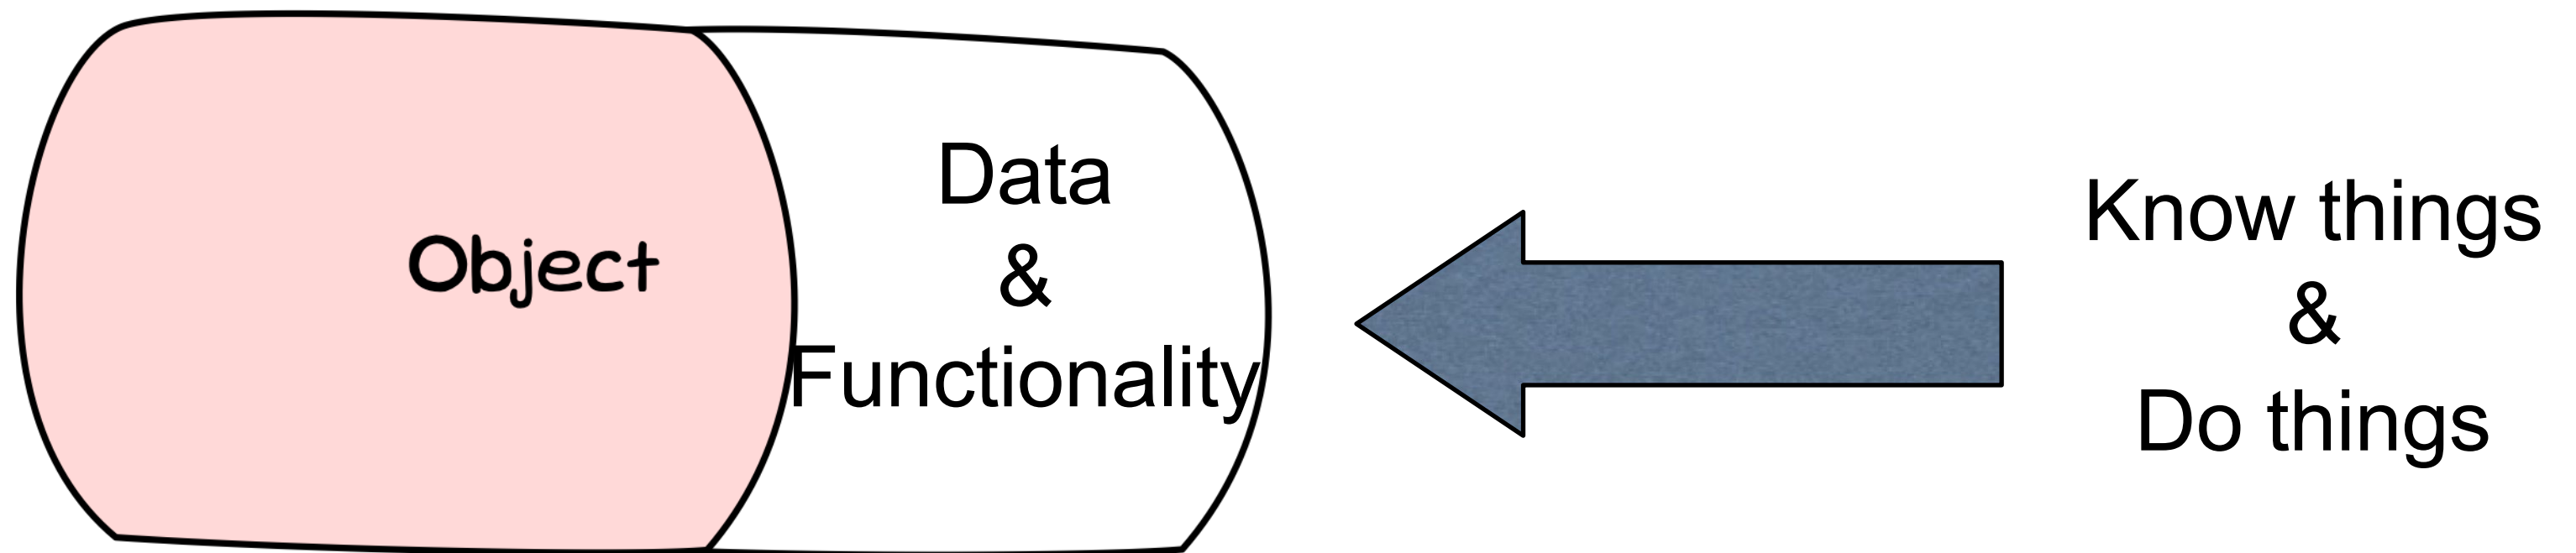 Object
Data
&
Functionality
Know things
&
Do things